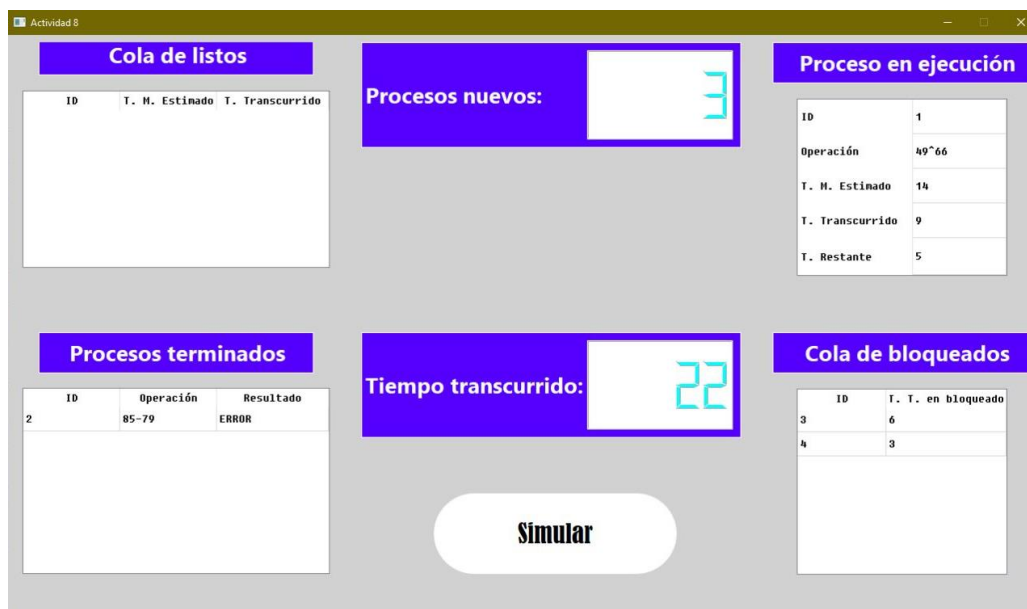 Actividad 8
Cola de listos
ID T. M. Estimado T. Transcurrido
Procesos nuevos:
3
Proceso en ejecución
ID 1
Operación 49^66
T. M. Estimado 14
T. Transcurrido 9
T. Restante 5
Procesos terminados
ID Operación Resultado
2 85-79 ERROR
Tiempo transcurrido:
22
Simular
Cola de bloqueados
ID T. T. en bloqueado
3 6
4 3